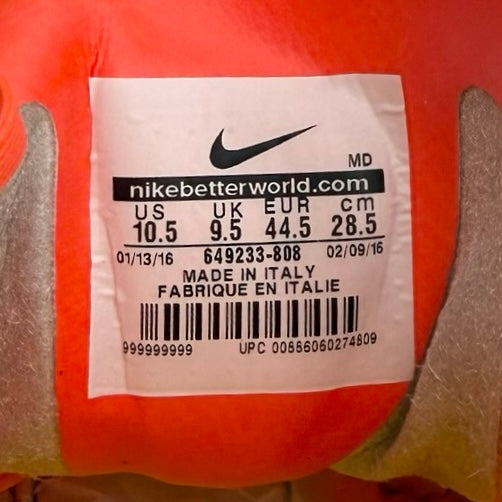 MD
nikebetterworld.com
US UK EUR cm
10.5 9.5 44.5 28.5
01/13/16 649233-808 02/09/16
MADE IN ITALY
FABRIQUE EN ITALIE
999999999 UPC 00886060274809